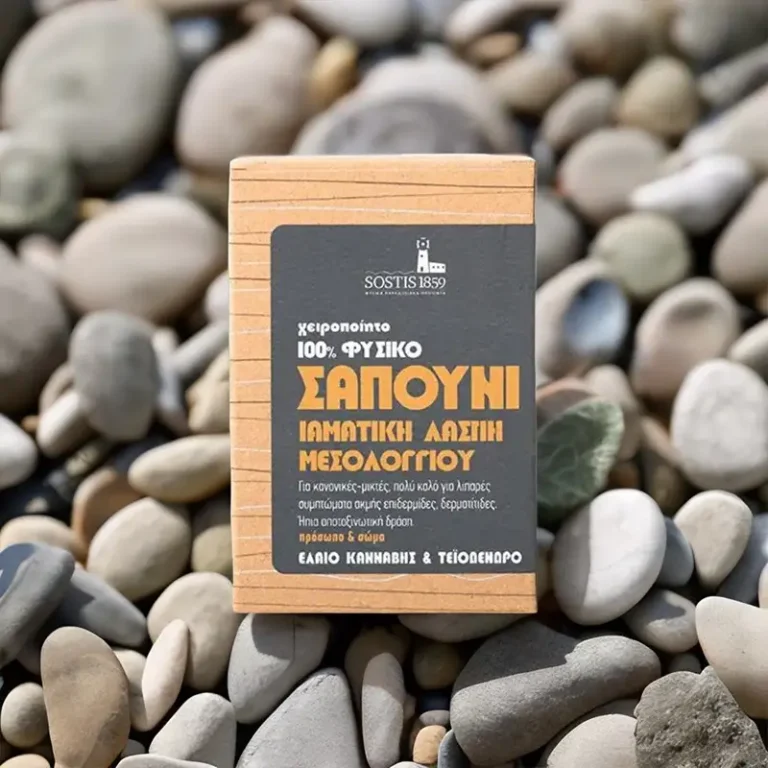 SOSTIS 1859
χειροποίητο
100% ΦΥΣΙΚΟ
ΣΑΠΟΥΝΙ
ΙΑΜΑΤΙΚΗ ΛΑΣΠΗ
ΜΕΣΟΛΟΓΓΙΟΥ
Για κανονικές-μικτές, πολύ καλό για λιπαρές
συμπτώματα ακμής επιδερμίδες, δερματίτιδες.
Ήπια αποτοξινωτική δράση.
πρόσωπο & σώμα
ΕΛΑΙΟ ΚΑΝΝΑΒΗΣ & ΤΕΪΟΔΕΝΔΡΟ